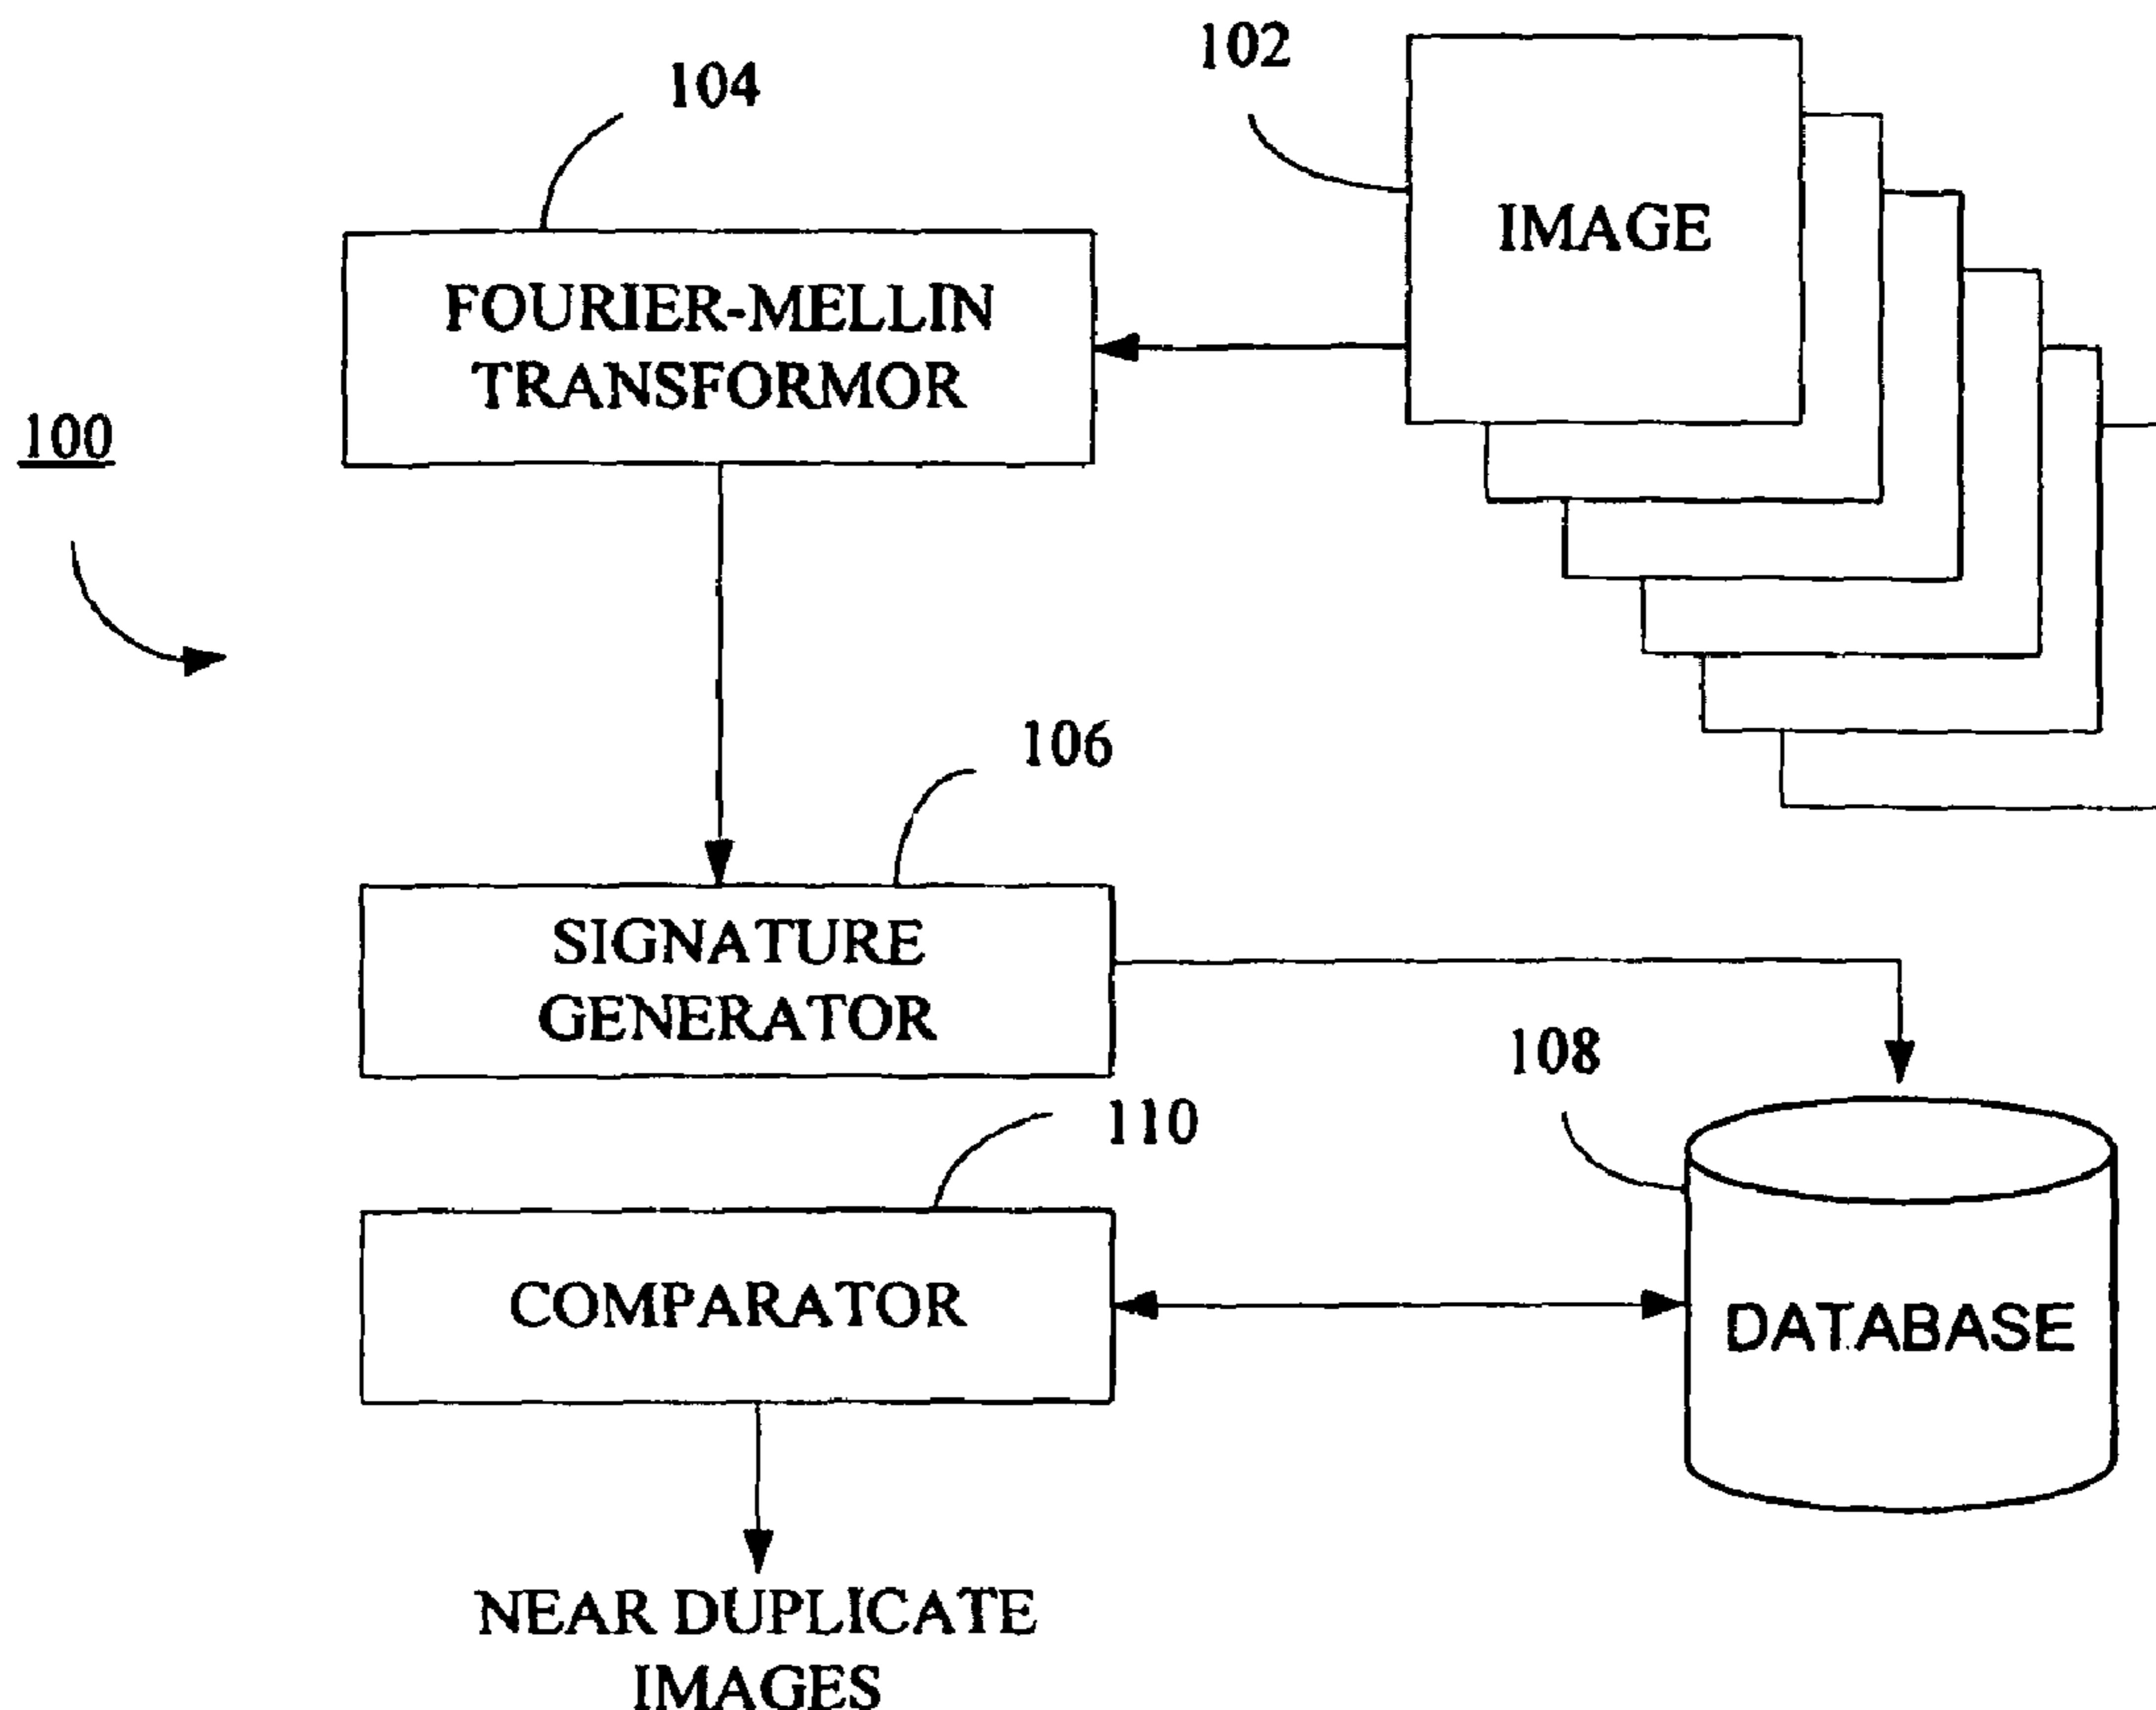 102
104
IMAGE
FOURIER-MELLIN
TRANSFORMOR
100
106
SIGNATURE
GENERATOR
108
110
COMPARATOR
DATABASE
NEAR DUPLICATE
IMAGES